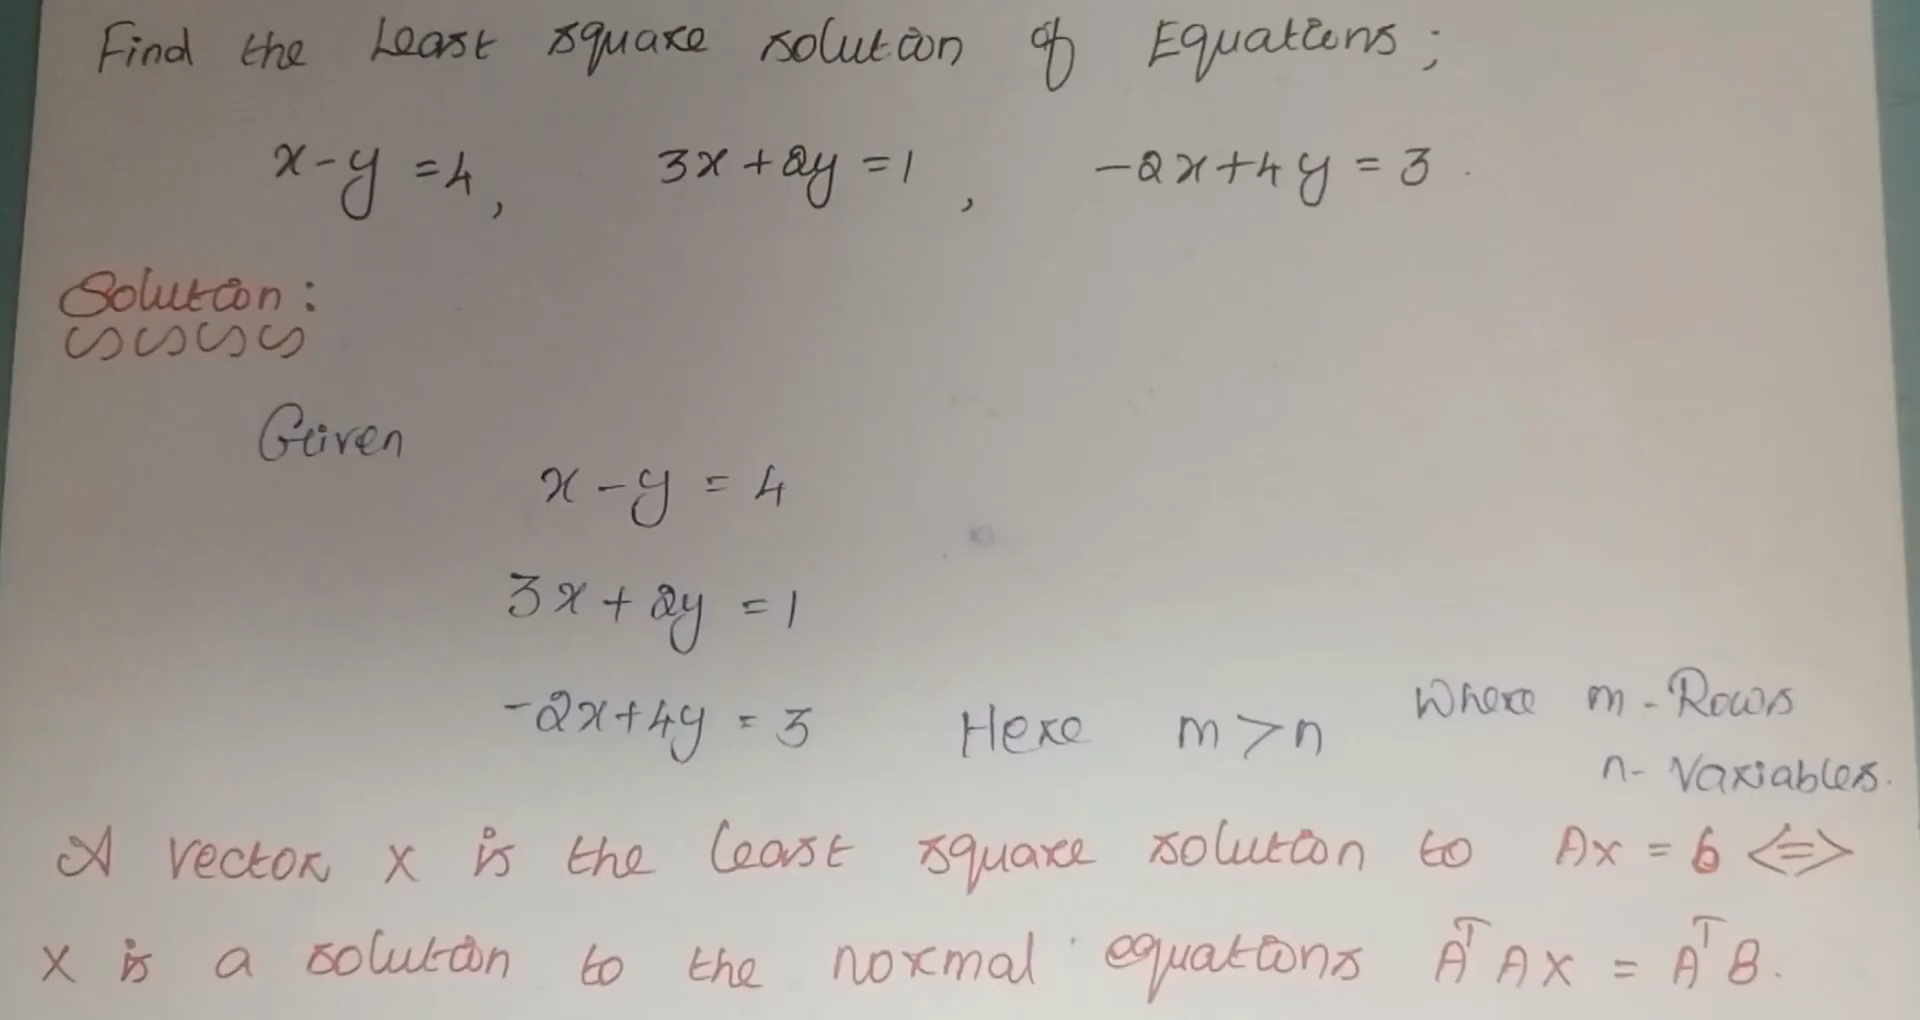 Find the Least square solution of Equations;
x-y =4, 3x+2y =1, -2x+4y = 3.
Solution:
Given
x-y = 4
3x+2y =1
-2x+4y = 3 Here m>n Where m - Rows
n- Variables.
A vector x is the least square solution to Ax = b <=>
x is a solution to the normal equations AᵀAX = AᵀB.